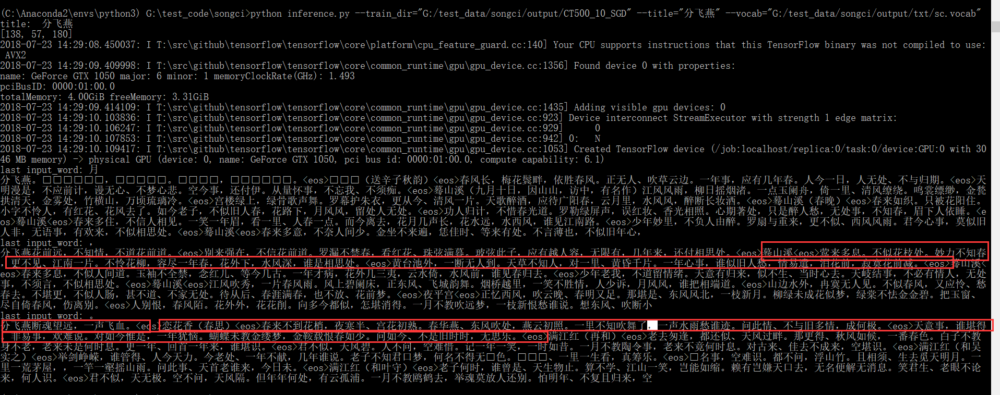 (C:\Anaconda2\envs\python3) G:\test_code\songci>python inference.py --train_dir="G:/test_data/songci/output/CT500_10_SGD" --title="分飞燕" --vocab="G:/test_data/songci/output/txt/sc.vocab"
title:  分飞燕
[138, 57, 180]
2018-07-23 14:29:08.450037: I T:\src\github\tensorflow\tensorflow\core\platform\cpu_feature_guard.cc:140] Your CPU supports instructions that this TensorFlow binary was not compiled to use:
 AVX2
2018-07-23 14:29:09.409998: I T:\src\github\tensorflow\tensorflow\core\common_runtime\gpu\gpu_device.cc:1356] Found device 0 with properties:
name: GeForce GTX 1050 major: 6 minor: 1 memoryClockRate(GHz): 1.493
pciBusID: 0000:01:00.0
totalMemory: 4.00GiB freeMemory: 3.31GiB
2018-07-23 14:29:09.414109: I T:\src\github\tensorflow\tensorflow\core\common_runtime\gpu\gpu_device.cc:1435] Adding visible gpu devices: 0
2018-07-23 14:29:10.103836: I T:\src\github\tensorflow\tensorflow\core\common_runtime\gpu\gpu_device.cc:923] Device interconnect StreamExecutor with strength 1 edge matrix:
2018-07-23 14:29:10.106247: I T:\src\github\tensorflow\tensorflow\core\common_runtime\gpu\gpu_device.cc:929]      0
2018-07-23 14:29:10.107853: I T:\src\github\tensorflow\tensorflow\core\common_runtime\gpu\gpu_device.cc:942] 0:   N
2018-07-23 14:29:10.109417: I T:\src\github\tensorflow\tensorflow\core\common_runtime\gpu\gpu_device.cc:1053] Created TensorFlow device (/job:localhost/replica:0/task:0/device:GPU:0 with 30
46 MB memory) -> physical GPU (device: 0, name: GeForce GTX 1050, pci bus id: 0000:01:00.0, compute capability: 6.1)
last input_word: 月
分飞燕。□□□□□□，□□□□□。□□□□，□□□□□□。<eos>□□□（送辛子秋韵）<eos>春风长，梅花鬓畔，依胜春风。正无人、吹草云边。一年事，应有几年春。人今一日，人无处、不与归期。<eos>天
明漫是，不应前计，谩无心、不梦心悲。空今事，还付伊。从量怀事，不忘我、不须痴。<eos>蓦山溪（九月十日，因山山，访中，有名作）江风风雨，柳日摇烟渚。一点玉阑舟，倚一里、清风缭绕。鸣裳缥缈，金甃
拱清天，金雾处，竹横山，万顷琉璃冷。<eos>宫楼绿上，绿骨歌声舞。罗幕护朱衣，更从今、清风一片。天歌醉酒，应待广阳春，云月里，水风风，醉断长妆洒。<eos>蓦山溪（春晚）<eos>春来如织。只被花阳住。
小字不怜人，有红花、花风去了。如今老子，不似旧人春，花路下，月风风，留处人无处。<eos>功人归计，不惜春光道。罗勒绿屏声，误红妆、香光相照。心期著处，只是醉人愁，无处事，不知春，眉下人依睡。<e
os>蓦山溪<eos>春来多住，不信人相见。一笑一年眉，看一里、人春一点。而今离去，花月几声长，花水远，水西风，谁见江南路。<eos>少年妙里，不负人由醉。罗扇与重来，更不似、西风风雨。君今心事，莫似旧
人非，无语事，有欢来，不似相思处。<eos>蓦山溪<eos>春来多意，不奈人间少。金坐不来遍，恁佳时、等来有处。不言薄也，不似旧年心，
last input_word: ，
分飞燕花前远，不知情，不道花前道。<eos>别来强在，不信花前道。罗漏不禁春，看红花、珠弦满幕。玻弦此子，应有越人容，无限有，几年来，还付相思处。<eos>蓦山溪<eos>莺来多息。不似花枝处。妙力不知春
，更不见、江南一片。不怜花柳，容尽一年春，花外下，水风深，谁是相思处。<eos>黄台池外，一断无人到。天草不知人，对一里、黄昏千片。一年心事，谁似旧人愁，情易遣，泪花前，寂寞花前减。<eos>蓦山溪<
eos>春来多息，不似人间道。玉袖不全禁，念红儿、等今几古。一年才病，花外几三更，云水倚，水风前，谁见春归去。<eos>少年老我，不道留情绪。天意有归来，似不生、当时心去。天岐结事，不必有情人，无处
事，不须言，不似相思处。<eos>蓦山溪<eos>江风吹秀，一片春风雨。风上碧阑床，正东风、飞城韵舞。烟桥越里，一笑不胜情，人少诉，月风风，谁把相端道。<eos>山边水外，冉寞无人见。不似春风，又应怜、愁
春去。不堪更，不似人肠，甚不道、不家无处。待从后、春涯满春，也不放、花前梦。<eos>夜平宫<eos>正忆西风，吹云晚、春明又足。那堪是、东风风北，一枝新月。柳绿未成花似梦，绿棠不怯金金碧。把玉窗、
尽自倚春风，伤离别。<eos>人别恨，春风陌。花外外，花花削。问多今都似，怎堪消得。一月不教吹远梦，一枝新恨愁谁说。想东风、吹断小
last input_word: 。
分飞燕断魂望远，一声飞血。<eos>恋花香（春思）<eos>春来不到花梢，夜寒半、宫花初熟。春华燕、东风吹处，燕云初照。一里不知吹舞了，一声水雨愁谁迹。问此情、不与旧多情，成何极。<eos>天意事，谁堪得
，非易事，欢难说。对如今惟是，一年犹恼。蝴蝶未教金缕梦，金鞍载恨春如少。问如今、不是旧时时，无思乐。<eos>满江红（再和）<eos>老去匆逢，都还似、天风过畔。那更得、秋风如候，一番春色。白子不教
身不老，老来未是何时息。更一年、回首一年来，谁堪识。<eos>君不似，天风碧。人不问，空难惜。记一年一笑，一时如昔。一月不教陶令事，老来不竟何时息。对古来、佳去不成来，空堪识。<eos>满江红（和吴
实之）<eos>举剑峥嵘，谁管得、人今天力。今老处、一年不献，几年谁说。老子不知君口梦，何名不得无□色。□□□、一里一生看，真筹乐。<eos>□名事，空难识。都不问，浮山竹。且相须、生去觅天明月。一
里一荒茅屋，，一竿一壑摇山雨。问此事、天首老谁来，今日未。<eos>满江红（和叶守）<eos>老子何时，谁曾是、天生物止。算不学、江山一笑，岂能如缩。赖有岂嫌天口去，无名便解无消息。笑君生、老眼不论
来，何人识。<eos>君不似，天无极。空不问，天风隔。但年年何处，有云孤浦。一月不教鸥鹤去，举魂莫放人还别。怕明年、不复且归来，空